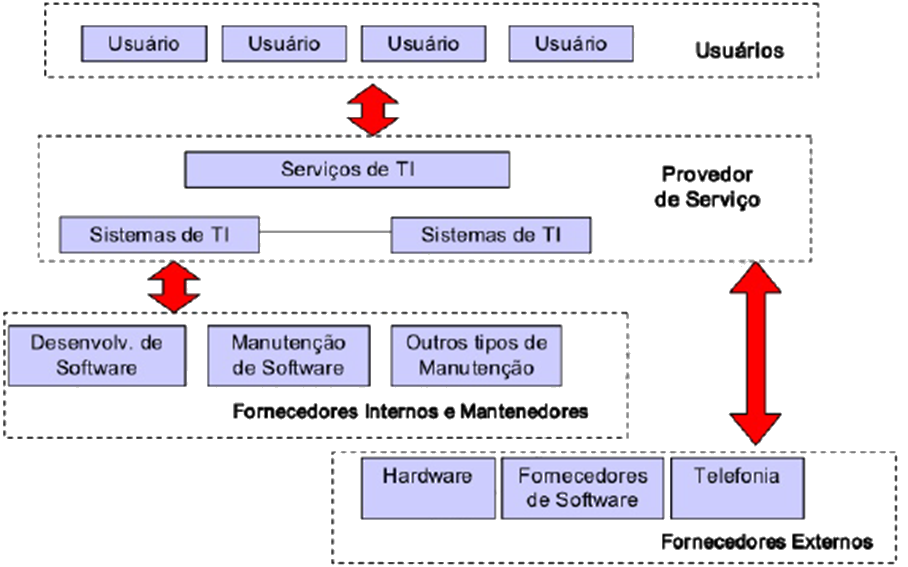 Usuário
Usuário
Usuário
Usuário
Usuários
Serviços de TI
Provedor
de Serviço
Sistemas de TI
Sistemas de TI
Desenvolv. de
Software
Manutenção
de Software
Outros tipos de
Manutenção
Fornecedores Internos e Mantenedores
Hardware
Fornecedores
de Software
Telefonia
Fornecedores Externos